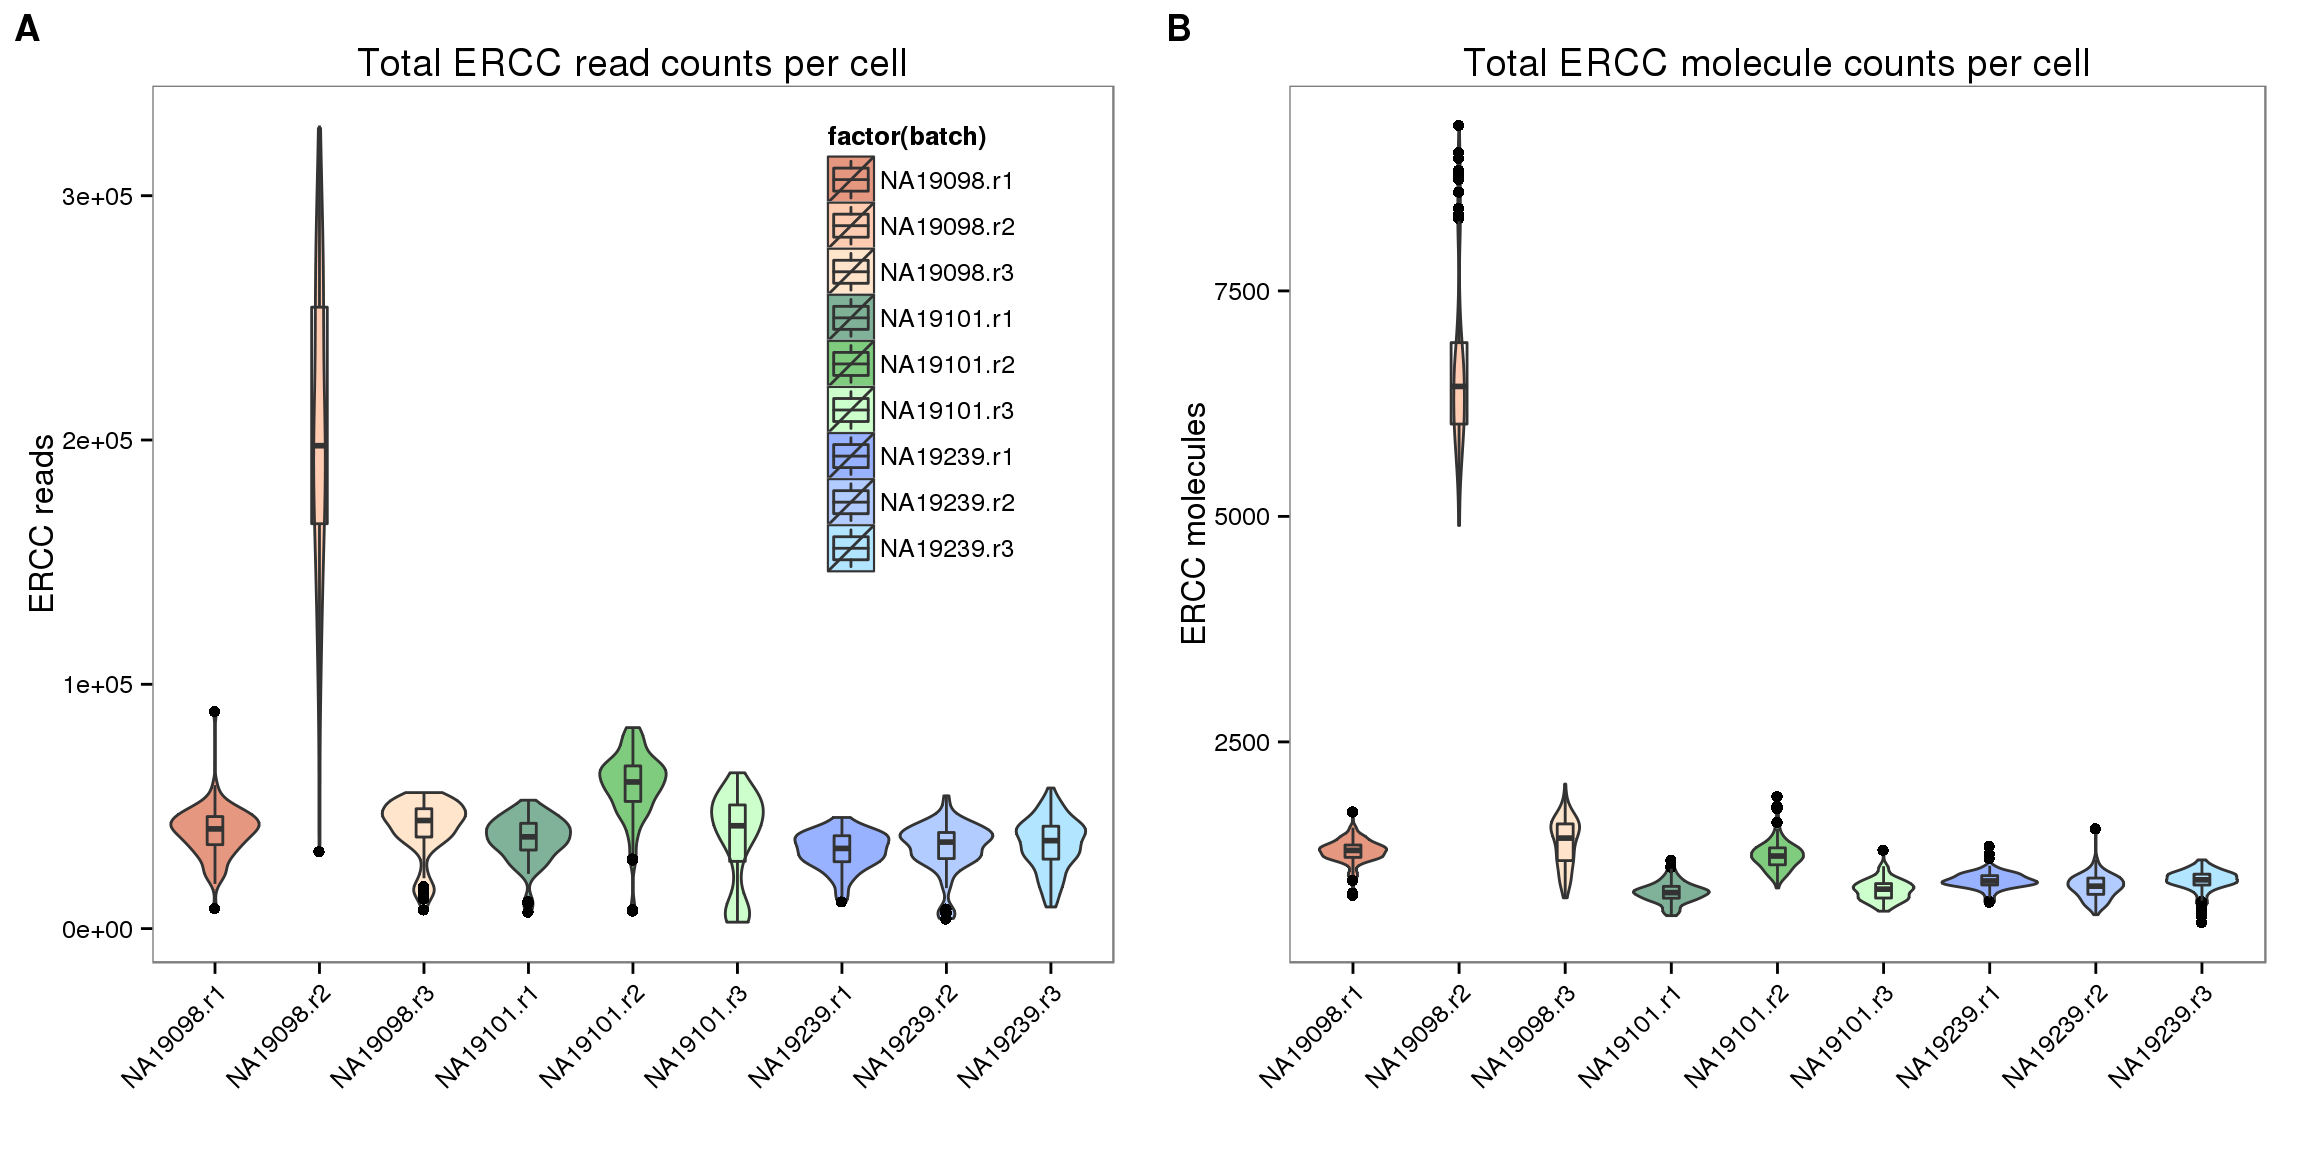 A
Total ERCC read counts per cell
ERCC reads
3e+05
2e+05
1e+05
0e+00
factor(batch)
NA19098.r1
NA19098.r2
NA19098.r3
NA19101.r1
NA19101.r2
NA19101.r3
NA19239.r1
NA19239.r2
NA19239.r3
NA19098.r1
NA19098.r2
NA19098.r3
NA19101.r1
NA19101.r2
NA19101.r3
NA19239.r1
NA19239.r2
NA19239.r3
B
Total ERCC molecule counts per cell
ERCC molecules
7500
5000
2500
NA19098.r1
NA19098.r2
NA19098.r3
NA19101.r1
NA19101.r2
NA19101.r3
NA19239.r1
NA19239.r2
NA19239.r3